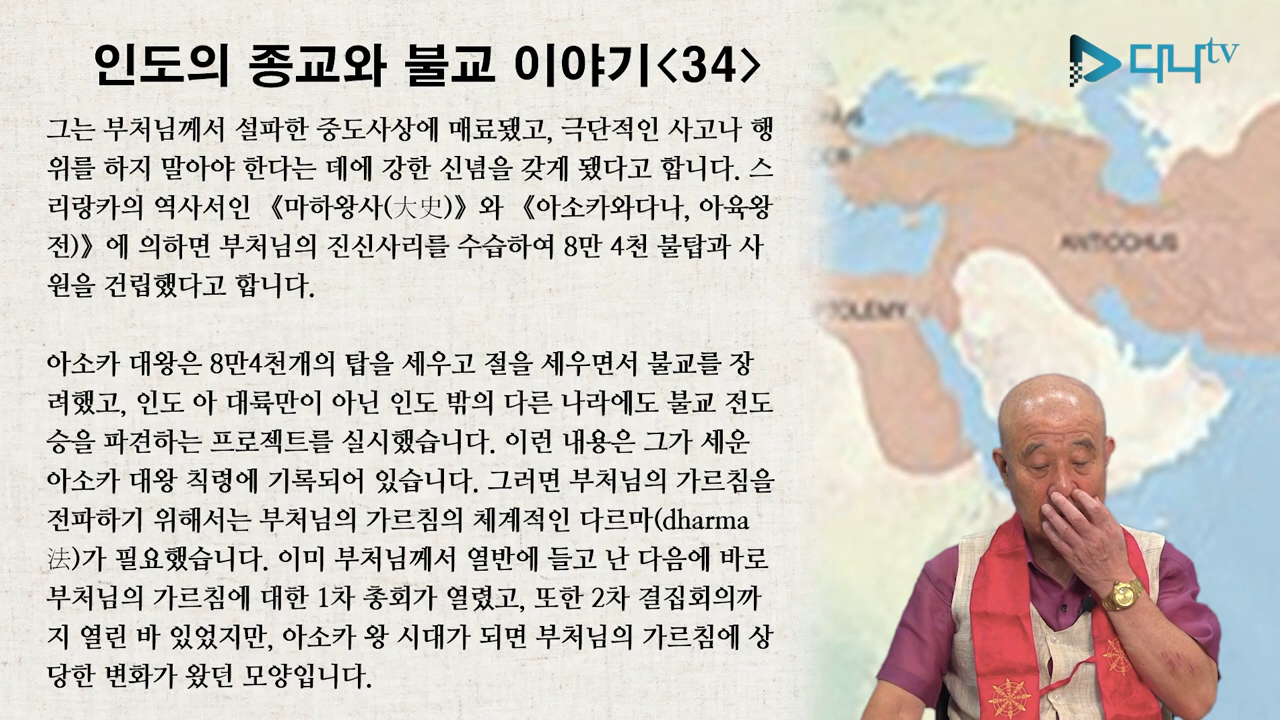 인도의 종교와 불교 이야기<34>
다나tv
그는 부처님께서 설파한 중도사상에 매료됐고, 극단적인 사고나 행
위를 하지 말아야 한다는 데에 강한 신념을 갖게 됐다고 합니다. 스
리랑카의 역사서인 《마하왕사(大史)》와 《아소카와다나, 아육왕
전)》에 의하면 부처님의 진신사리를 수습하여 8만 4천 불탑과 사
원을 건립했다고 합니다.
아소카 대왕은 8만4천개의 탑을 세우고 절을 세우면서 불교를 장
려했고, 인도 아 대륙만이 아닌 인도 밖의 다른 나라에도 불교 전도
승을 파견하는 프로젝트를 실시했습니다. 이런 내용은 그가 세운
아소카 대왕 칙령에 기록되어 있습니다. 그러면 부처님의 가르침을
전파하기 위해서는 부처님의 가르침의 체계적인 다르마(dharma
法)가 필요했습니다. 이미 부처님께서 열반에 들고 난 다음에 바로
부처님의 가르침에 대한 1차 총회가 열렸고, 또한 2차 결집회의까
지 열린 바 있었지만, 아소카 왕 시대가 되면 부처님의 가르침에 상
당한 변화가 왔던 모양입니다.
ANTIOCHUS
TOLEMY